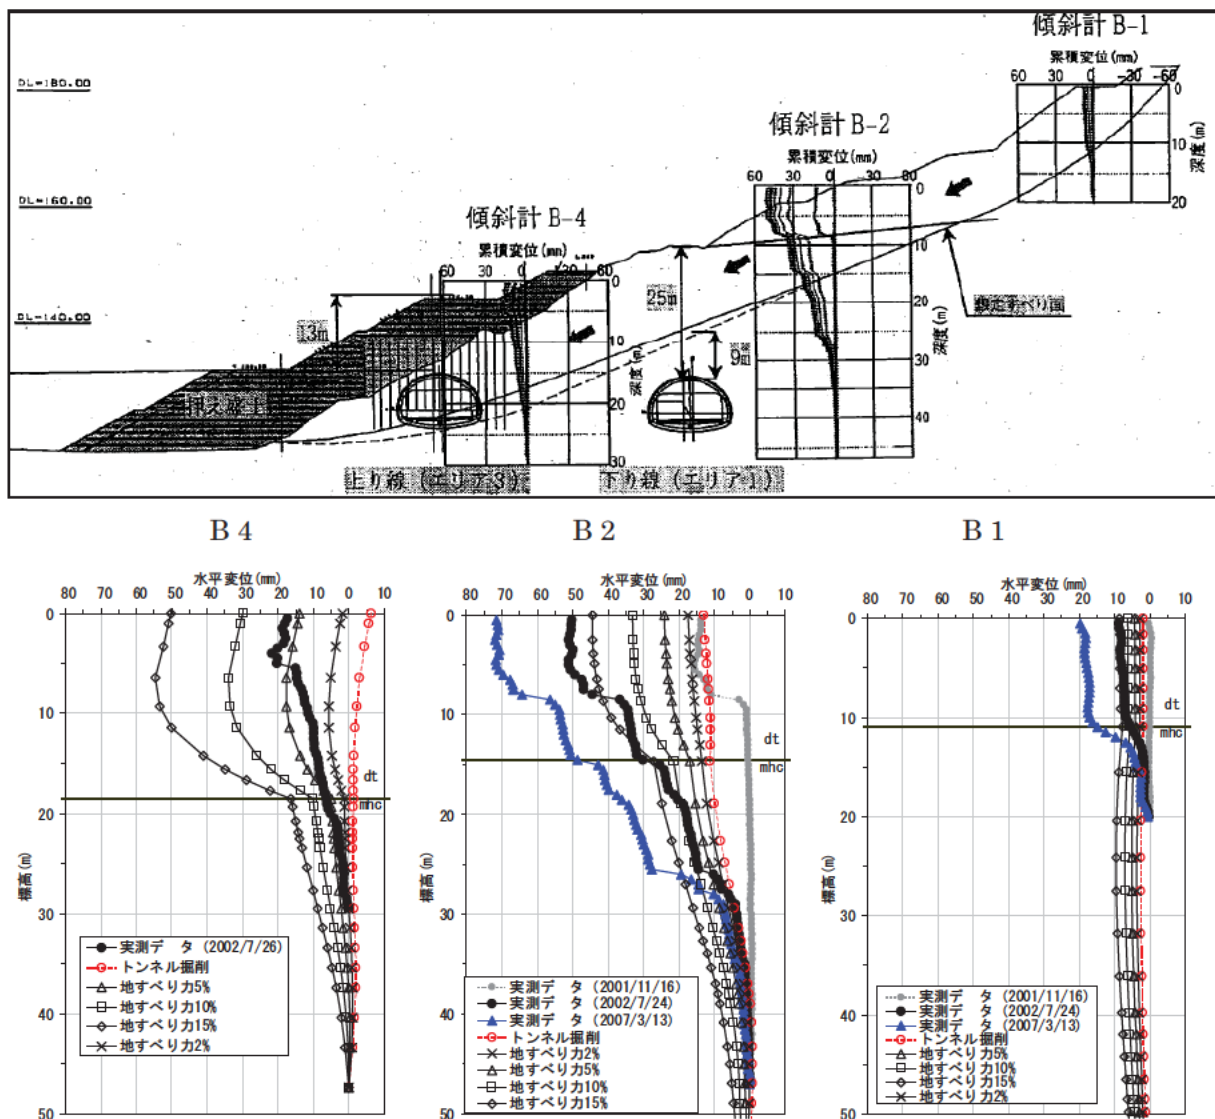 傾斜計 B-1
累積変位(mm)
60 30 0 -30 -60
0
10
20
深度(m)
DL=180.00
傾斜計 B-2
累積変位(mm)
60 30 0 -30 60
0
10
20
30
40
深度(m)
DL=160.00
傾斜計 B-4
累積変位(mm)
60 30 0 -30 -60
0
10
20
30
深度(m)
25m
13m
想定すべり面
DL=140.00
押え盛土
上り線 (エリア3)
下り線 (エリア1)
B 4
水平変位(mm)
80 70 60 50 40 30 20 10 0 10
0
10
20
30
40
50
標高(m)
dt
mhc
実測データ (2002/7/26)
トンネル掘削
地すべり力5%
地すべり力10%
地すべり力15%
地すべり力2%
B 2
水平変位(mm)
80 70 60 50 40 30 20 10 0 10
0
10
20
30
40
50
標高(m)
dt
mhc
実測データ (2001/11/16)
実測データ (2002/7/24)
実測データ (2007/3/13)
トンネル掘削
地すべり力2%
地すべり力5%
地すべり力10%
地すべり力15%
B 1
水平変位(mm)
80 70 60 50 40 30 20 10 0 10
0
10
20
30
40
50
標高(m)
dt
mhc
実測データ (2001/11/16)
実測データ (2002/7/24)
実測データ (2007/3/13)
トンネル掘削
地すべり力5%
地すべり力10%
地すべり力15%
地すべり力2%